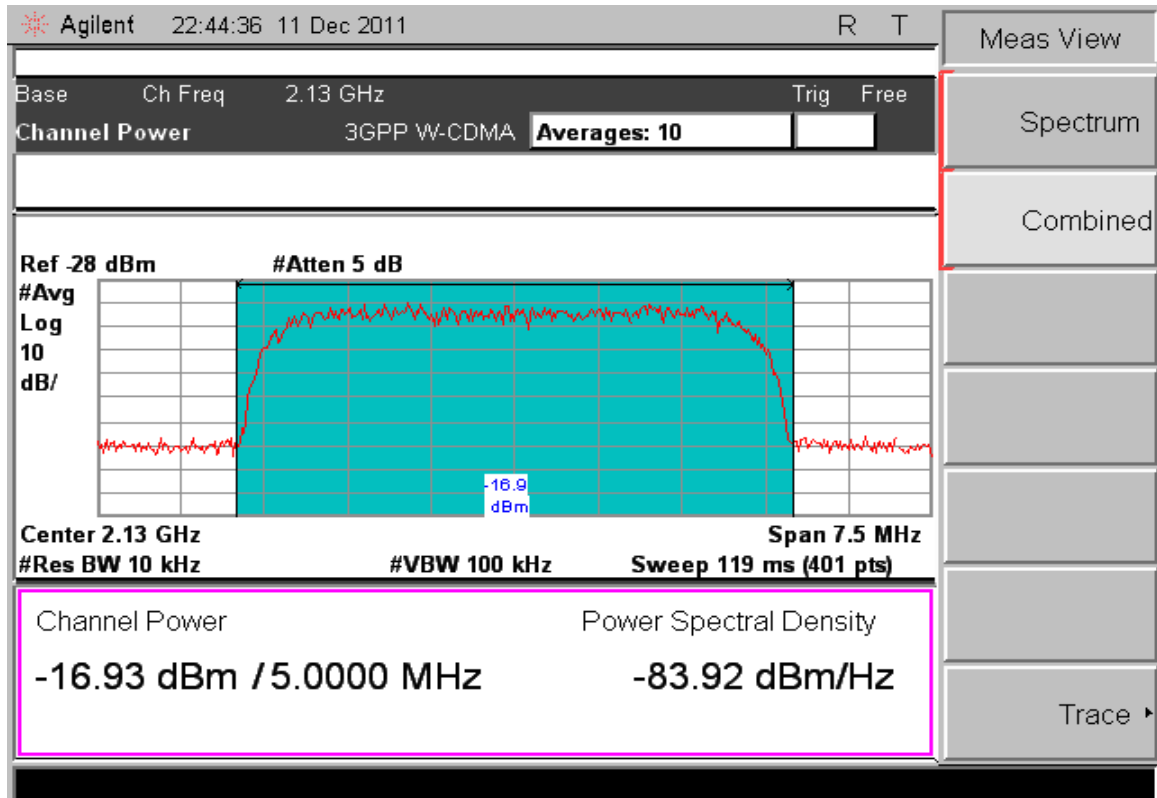 Agilent 22:44:36 11 Dec 2011 R T
Meas View
Base Ch Freq 2.13 GHz Trig Free
Channel Power 3GPP W-CDMA Averages: 10
Spectrum
Combined
Ref -28 dBm #Atten 5 dB
#Avg
Log
10
dB/
-16.9
dBm
Center 2.13 GHz Span 7.5 MHz
#Res BW 10 kHz #VBW 100 kHz Sweep 119 ms (401 pts)
Channel Power Power Spectral Density
-16.93 dBm / 5.0000 MHz -83.92 dBm/Hz
Trace